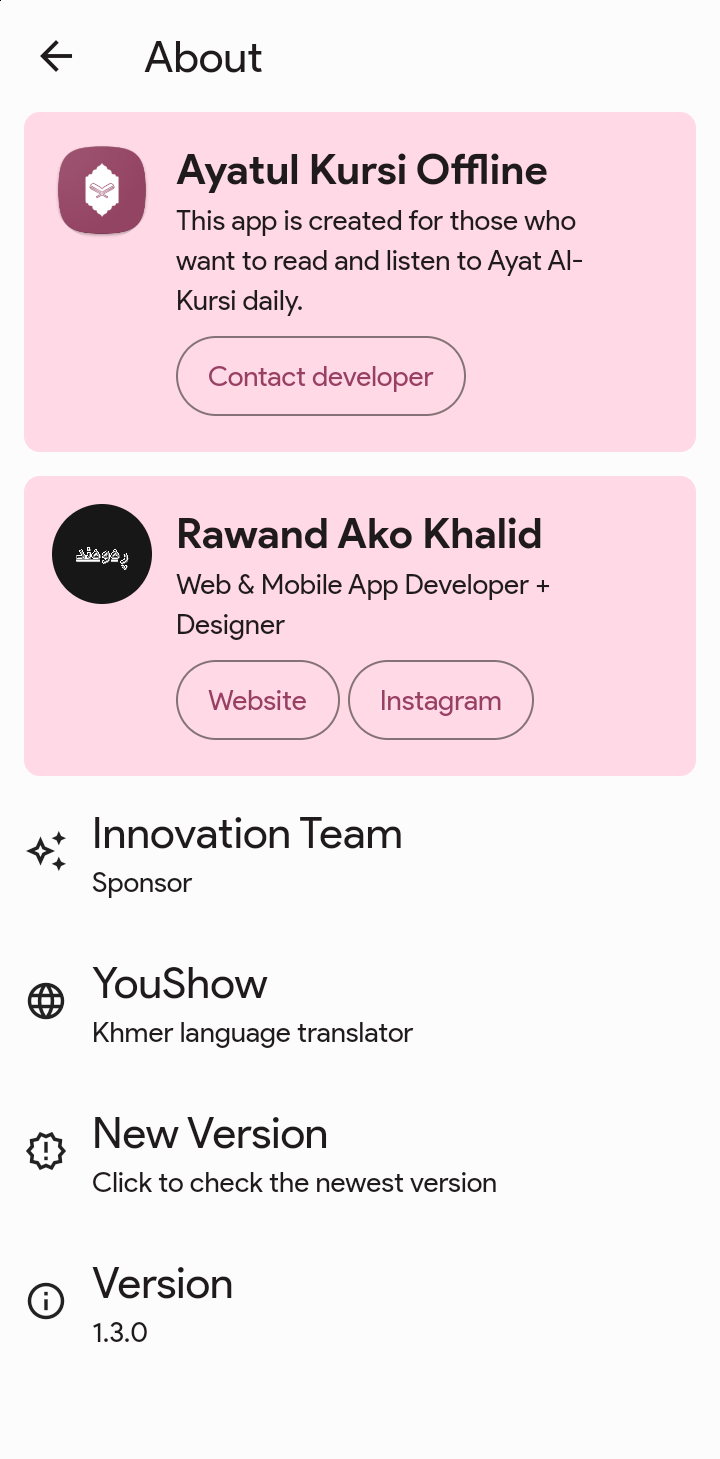 About
Ayatul Kursi Offline
This app is created for those who
want to read and listen to Ayat Al-
Kursi daily.
Contact developer
Rawand Ako Khalid
Web & Mobile App Developer +
Designer
Website
Instagram
Innovation Team
Sponsor
YouShow
Khmer language translator
New Version
Click to check the newest version
Version
1.3.0